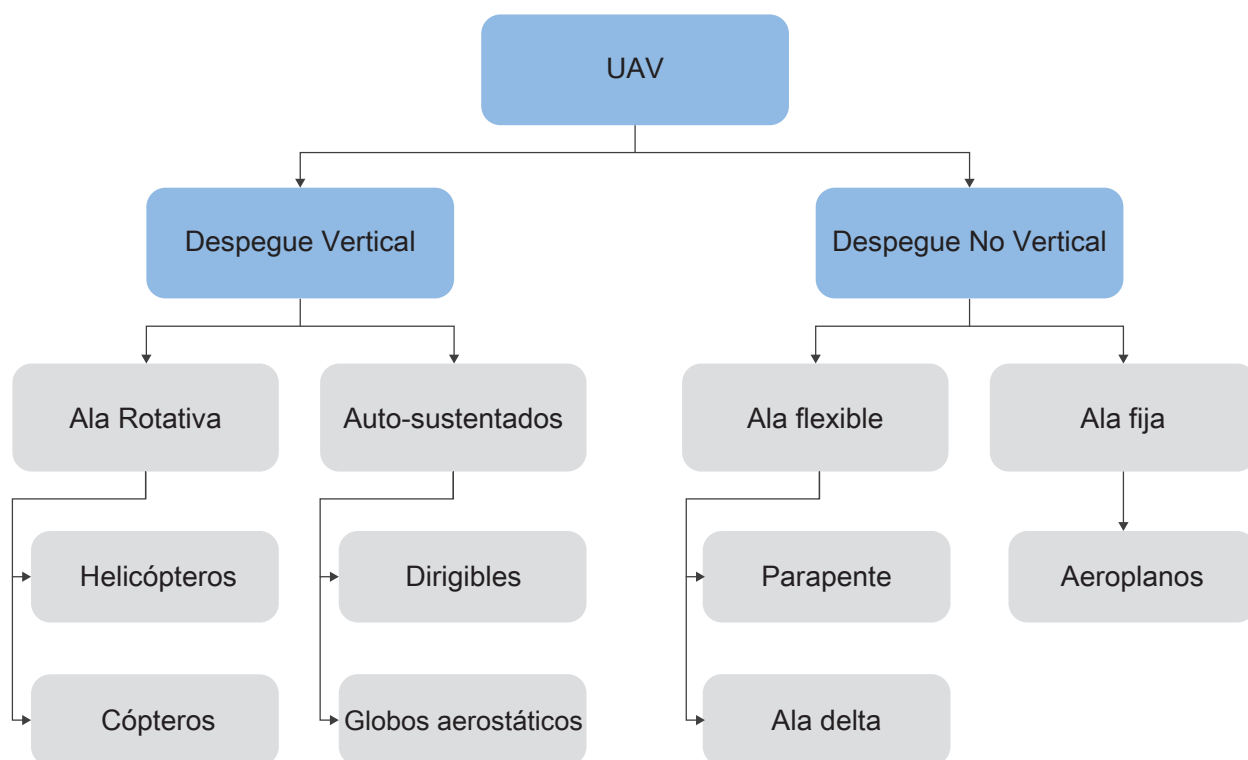 UAV
Despegue Vertical
Despegue No Vertical
Ala Rotativa
Auto-sustentados
Ala flexible
Ala fija
Helicópteros
Dirigibles
Parapente
Aeroplanos
Cópteros
Globos aerostáticos
Ala delta